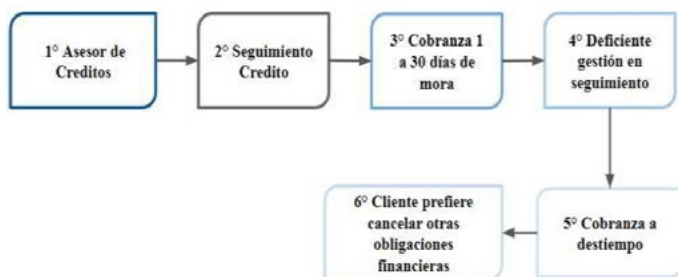 1° Asesor de
Creditos
2° Seguimiento
Credito
3° Cobranza 1
a 30 días de
mora
4° Deficiente
gestión en
seguimiento
5° Cobranza a
destiempo
6° Cliente prefiere
cancelar otras
obligaciones
financieras